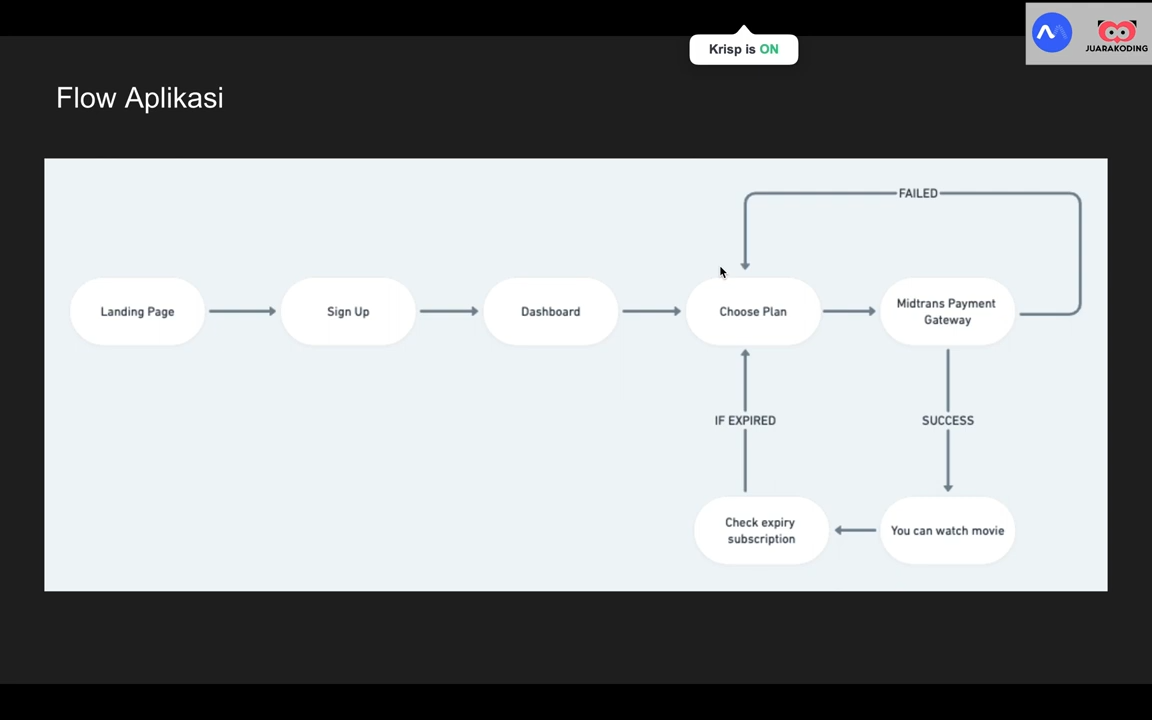 Krisp is ON
JUARAKODING
Flow Aplikasi
FAILED
Landing Page
Sign Up
Dashboard
Choose Plan
Midtrans Payment
Gateway
IF EXPIRED
SUCCESS
Check expiry
subscription
You can watch movie